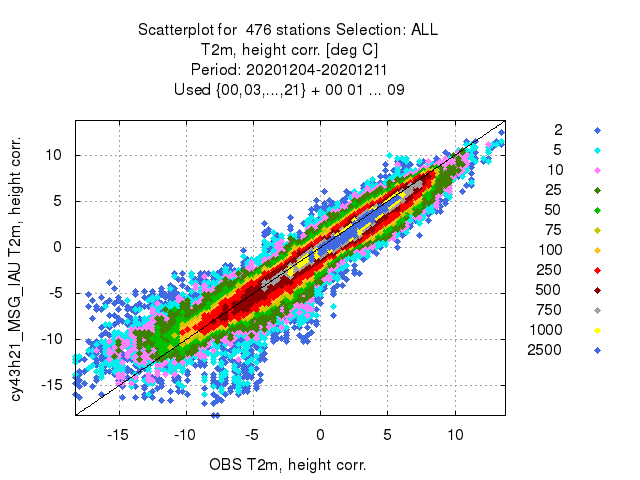 Scatterplot for 476 stations Selection: ALL
T2m, height corr. [deg C]
Period: 20201204-20201211
Used {00,03,...,21} + 00 01 ... 09
cy43h21_MSG_IAU T2m, height corr.
10
5
0
-5
-10
-15
-15 -10 -5 0 5 10
OBS T2m, height corr.
2
5
10
25
50
75
100
250
500
750
1000
2500